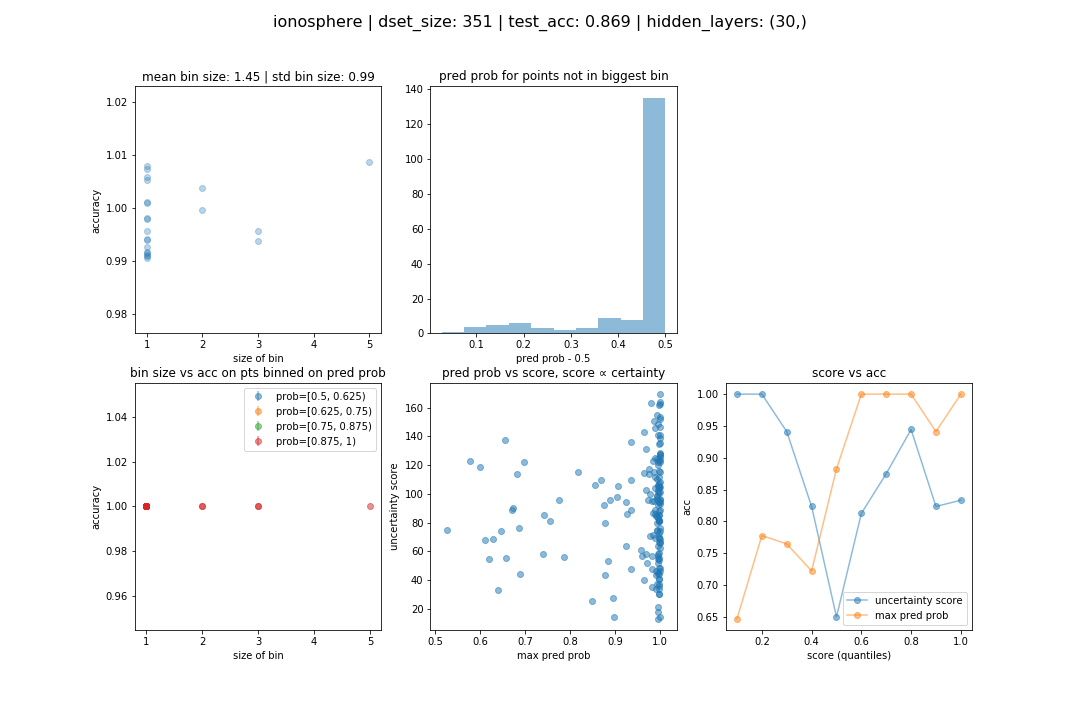 ionosphere | dset_size: 351 | test_acc: 0.869 | hidden_layers: (30,)
mean bin size: 1.45 | std bin size: 0.99
1.02
1.01
1.00
0.99
0.98
accuracy
1 2 3 4 5
size of bin
pred prob for points not in biggest bin
140
120
100
80
60
40
20
0
0.1 0.2 0.3 0.4 0.5
pred prob - 0.5
bin size vs acc on pts binned on pred prob
prob=[0.5, 0.625)
prob=[0.625, 0.75)
prob=[0.75, 0.875)
prob=[0.875, 1)
1.04
1.02
1.00
0.98
0.96
accuracy
1 2 3 4 5
size of bin
pred prob vs score, score ∝ certainty
160
140
120
100
80
60
40
20
uncertainty score
0.5 0.6 0.7 0.8 0.9 1.0
max pred prob
score vs acc
1.00
0.95
0.90
0.85
0.80
0.75
0.70
0.65
acc
uncertainty score
max pred prob
0.2 0.4 0.6 0.8 1.0
score (quantiles)